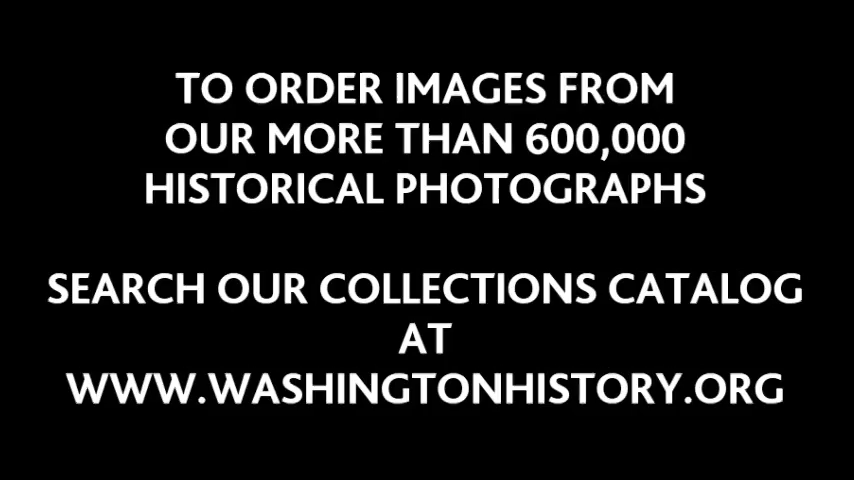 TO ORDER IMAGES FROM
OUR MORE THAN 600,000
HISTORICAL PHOTOGRAPHS
SEARCH OUR COLLECTIONS CATALOG
AT
WWW.WASHINGTONHISTORY.ORG